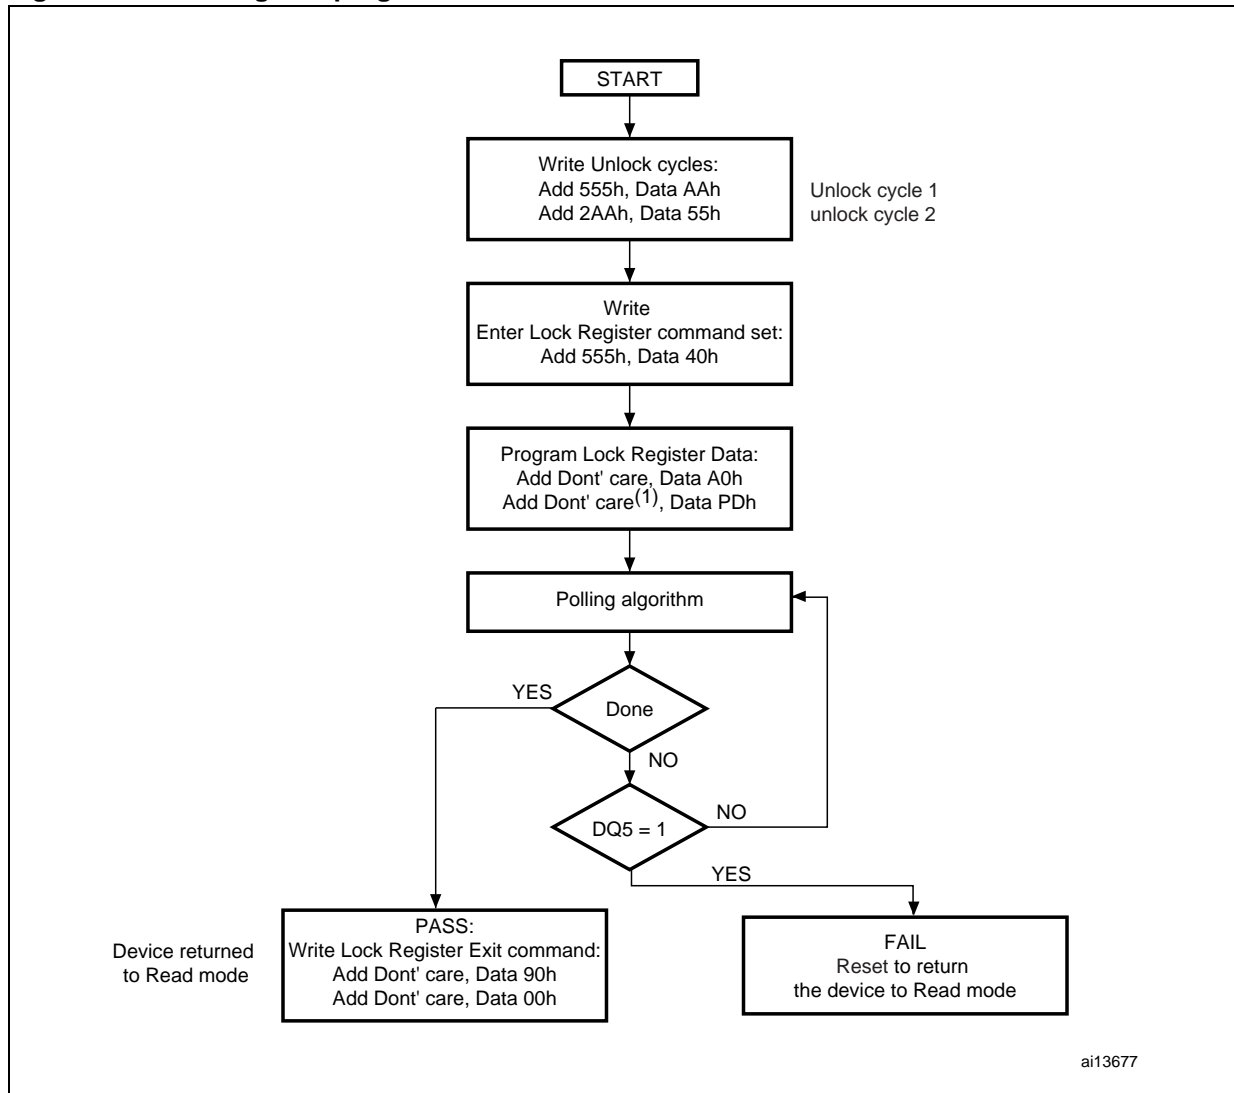 START
Write Unlock cycles:
Add 555h, Data AAh
Add 2AAh, Data 55h
Unlock cycle 1
unlock cycle 2
Write
Enter Lock Register command set:
Add 555h, Data 40h
Program Lock Register Data:
Add Dont' care, Data A0h
Add Dont' care(1), Data PDh
Polling algorithm
YES
Done
NO
DQ5 = 1
NO
YES
Device returned
to Read mode
PASS:
Write Lock Register Exit command:
Add Dont' care, Data 90h
Add Dont' care, Data 00h
FAIL
Reset to return
the device to Read mode
ai13677